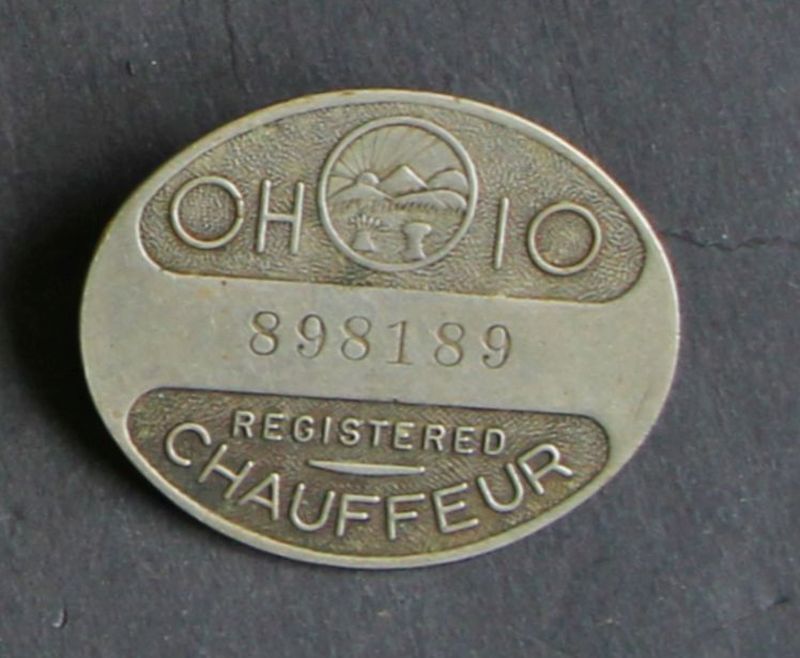 OHIO
898189
REGISTERED
CHAUFFEUR